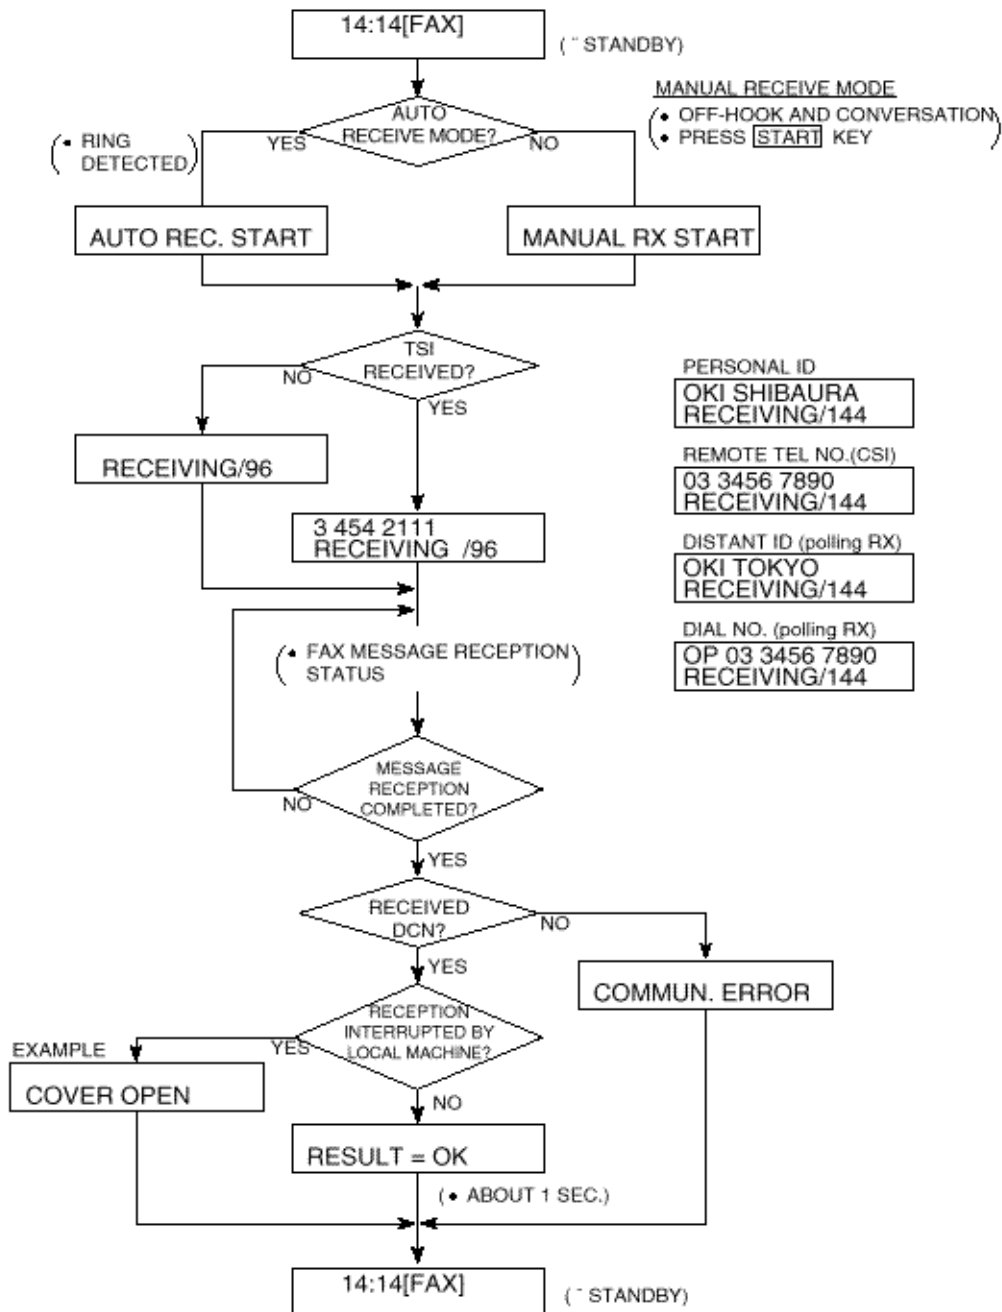 14:14[FAX]
( ¨ STANDBY)
MANUAL RECEIVE MODE
• OFF-HOOK AND CONVERSATION
• PRESS START KEY
AUTO
RECEIVE MODE?
YES
NO
• RING
DETECTED
AUTO REC. START
MANUAL RX START
TSI
RECEIVED?
NO
YES
RECEIVING/96
3 454 2111
RECEIVING /96
PERSONAL ID
OKI SHIBAURA
RECEIVING/144
REMOTE TEL NO.(CSI)
03 3456 7890
RECEIVING/144
DISTANT ID (polling RX)
OKI TOKYO
RECEIVING/144
DIAL NO. (polling RX)
OP 03 3456 7890
RECEIVING/144
(• FAX MESSAGE RECEPTION
STATUS )
MESSAGE
RECEPTION
COMPLETED?
NO
YES
RECEIVED
DCN?
NO
YES
COMMUN. ERROR
RECEPTION
INTERRUPTED BY
LOCAL MACHINE?
YES
NO
EXAMPLE
COVER OPEN
RESULT = OK
(• ABOUT 1 SEC.)
14:14[FAX]
( ¨ STANDBY)